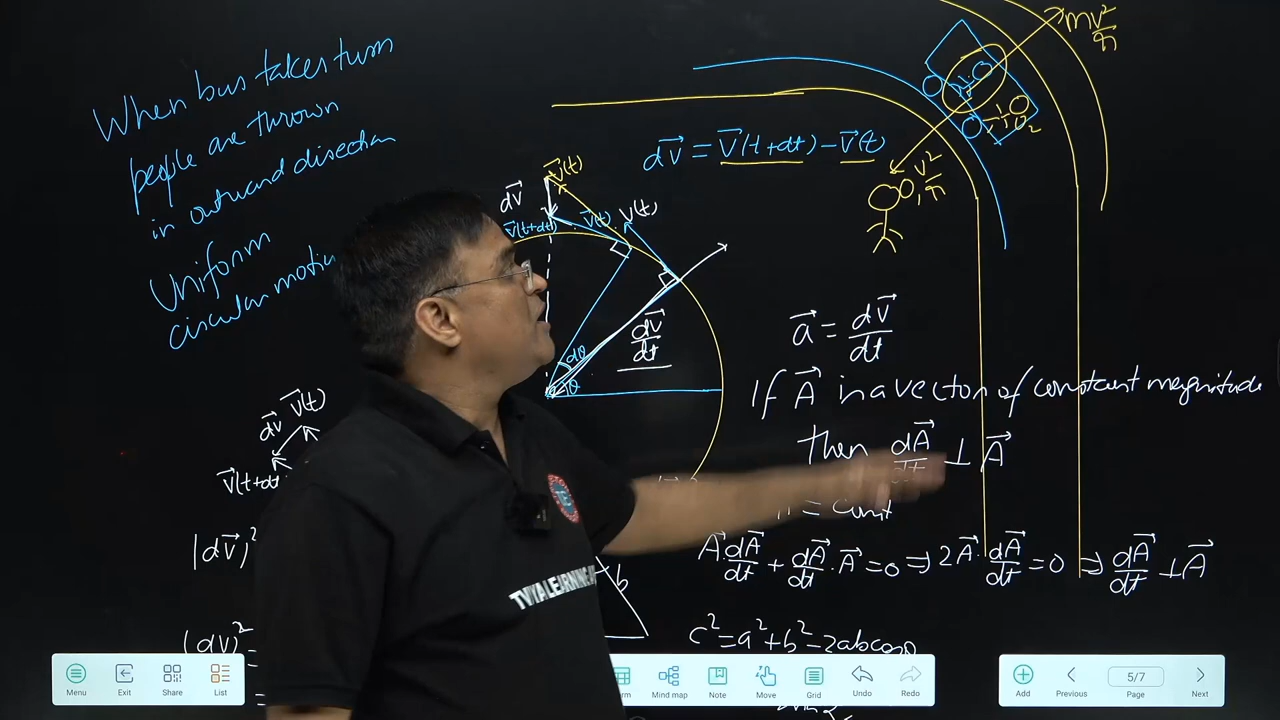 When bus takes turn
people are thrown
in outward direction
Uniform
circular motion
mv²/r
dv⃗ = v⃗(t+dt) - v⃗(t)
v²/r
O₁
O₂
v⃗(t)
dv⃗
v⃗(t+dt)
v⃗(t)
v(t)
dv⃗/dt
dθ
θ
a⃗ = dv⃗/dt
If A⃗ is a vector of constant magnitude
then dA⃗/dt ⊥ A⃗
= const
A⃗ dA⃗/dt + dA⃗/dt . A⃗ = 0 ⇒ 2A⃗ . dA⃗/dt = 0 ⇒ dA⃗/dt ⊥ A⃗
c² = a² + b² - 2ab cosθ
dv⃗
v⃗(t)
v⃗(t+dt)
|dv⃗|²
(dv)²
=
=
b
Menu
Exit
Share
List
Mind map
Note
Move
Grid
Undo
Redo
Add
Previous
5/7
Page
Next